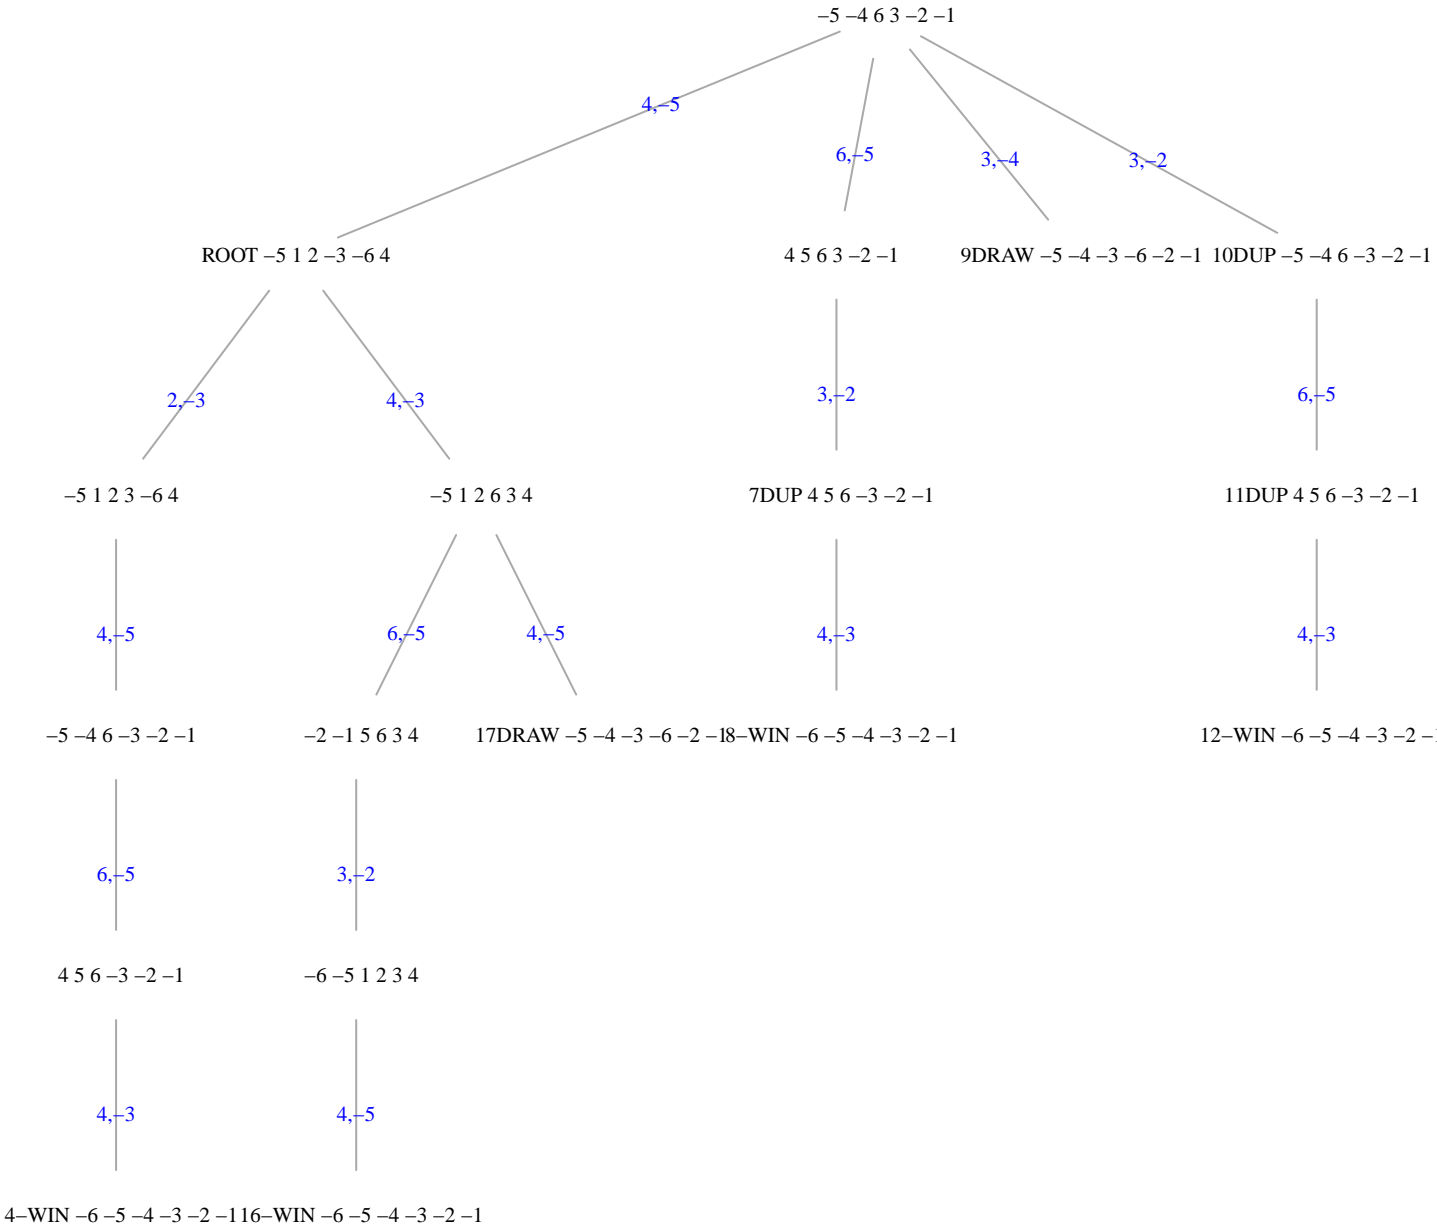 –5 –4 6 3 –2 –1
4,–5
6,–5
3,–4
3,–2
ROOT –5 1 2 –3 –6 4
4 5 6 3 –2 –1
9DRAW –5 –4 –3 –6 –2 –1
10DUP –5 –4 6 –3 –2 –1
2,–3
4,–3
3,–2
6,–5
–5 1 2 3 –6 4
–5 1 2 6 3 4
7DUP 4 5 6 –3 –2 –1
11DUP 4 5 6 –3 –2 –1
4,–5
6,–5
4,–5
4,–3
4,–3
–5 –4 6 –3 –2 –1
–2 –1 5 6 3 4
17DRAW –5 –4 –3 –6 –2 –1
8–WIN –6 –5 –4 –3 –2 –1
12–WIN –6 –5 –4 –3 –2 –1
6,–5
3,–2
4 5 6 –3 –2 –1
–6 –5 1 2 3 4
4,–3
4,–5
4–WIN –6 –5 –4 –3 –2 –1
16–WIN –6 –5 –4 –3 –2 –1